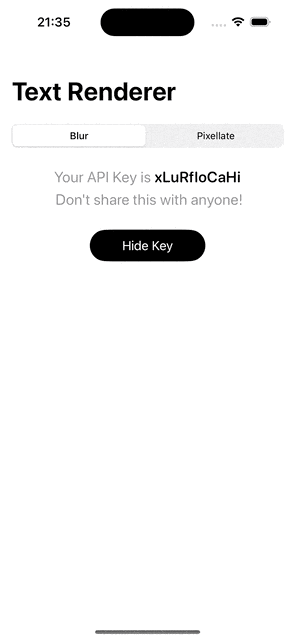 21:35
Text Renderer
Blur
Pixellate
Your API Key is xLuRfIoCaHi
Don't share this with anyone!
Hide Key